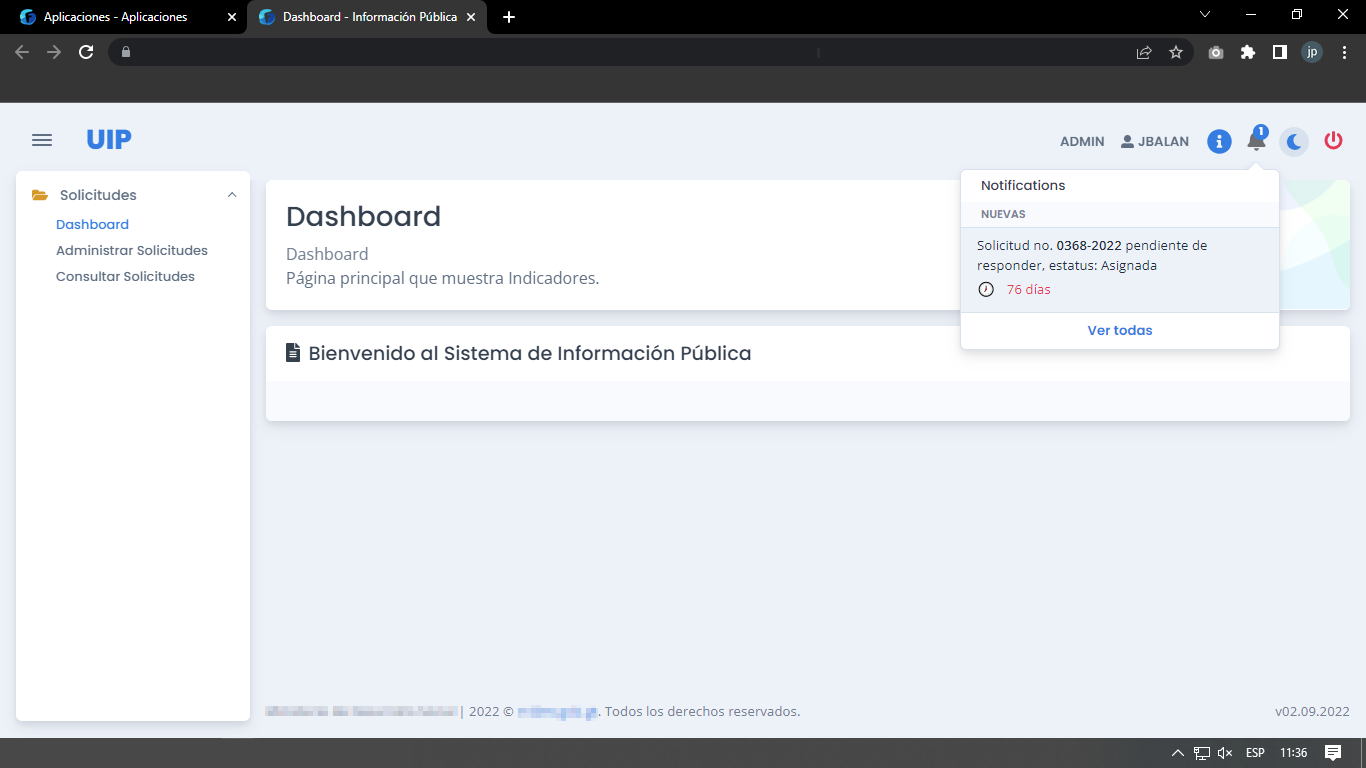 Aplicaciones - Aplicaciones
Dashboard - Información Pública
jp
UIP
ADMIN
JBALAN
1
Solicitudes
Dashboard
Administrar Solicitudes
Consultar Solicitudes
Dashboard
Dashboard
Página principal que muestra Indicadores.
Notifications
NUEVAS
Solicitud no. 0368-2022 pendiente de
responder, estatus: Asignada
76 días
Ver todas
Bienvenido al Sistema de Información Pública
| 2022 © . Todos los derechos reservados.
v02.09.2022
ESP
11:36